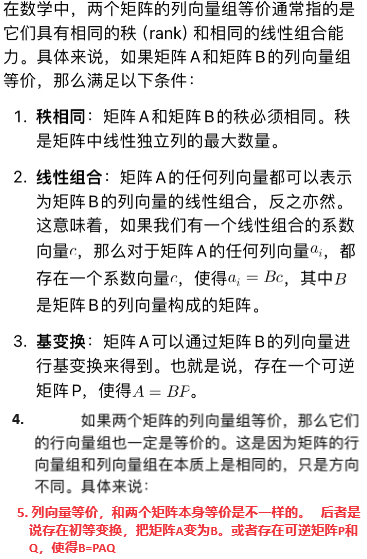 在数学中，两个矩阵的列向量组等价通常指的是
它们具有相同的秩（rank）和相同的线性组合能
力。具体来说，如果矩阵A和矩阵B的列向量组
等价，那么满足以下条件：
1. 秩相同：矩阵A和矩阵B的秩必须相同。秩
是矩阵中线性独立列的最大数量。
2. 线性组合：矩阵A的任何列向量都可以表示
为矩阵B的列向量的线性组合，反之亦然。
这意味着，如果我们有一个线性组合的系数
向量c，那么对于矩阵A的任何列向量aᵢ，都
存在一个系数向量c，使得aᵢ = Bc，其中B
是矩阵B的列向量构成的矩阵。
3. 基变换：矩阵A可以通过矩阵B的列向量进
行基变换来得到。也就是说，存在一个可逆
矩阵P，使得A = BP。
4. 如果两个矩阵的列向量组等价，那么它们
的行向量组也一定是等价的。这是因为矩阵的行
向量组和列向量组在本质上是相同的，只是方向
不同。具体来说：
5. 列向量等价，和两个矩阵本身等价是不一样的。 后者是
说存在初等变换，把矩阵A变为B。或者存在可逆矩阵P和
Q，使得B=PAQ